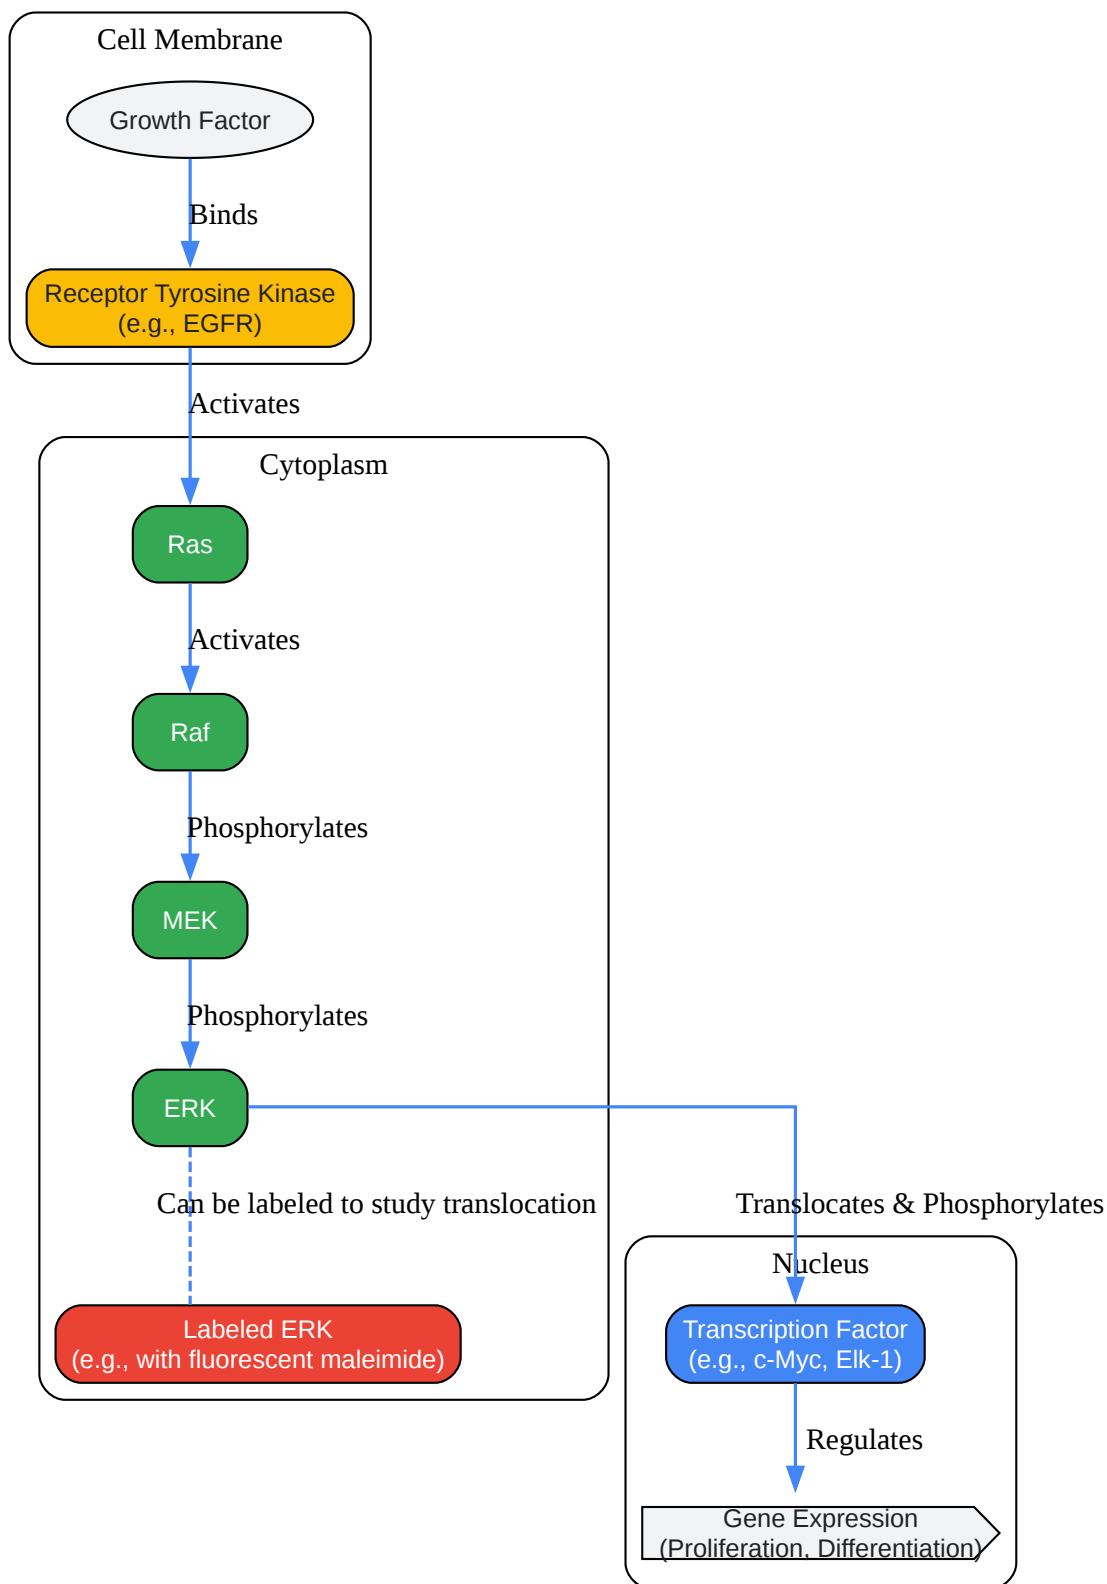 Cell Membrane
Growth Factor
Binds
Receptor Tyrosine Kinase
(e.g., EGFR)
Activates
Cytoplasm
Ras
Activates
Raf
Phosphorylates
MEK
Phosphorylates
ERK
Can be labeled to study translocation
Translocates & Phosphorylates
Nucleus
Labeled ERK
(e.g., with fluorescent maleimide)
Transcription Factor
(e.g., c-Myc, Elk-1)
Regulates
Gene Expression
(Proliferation, Differentiation)